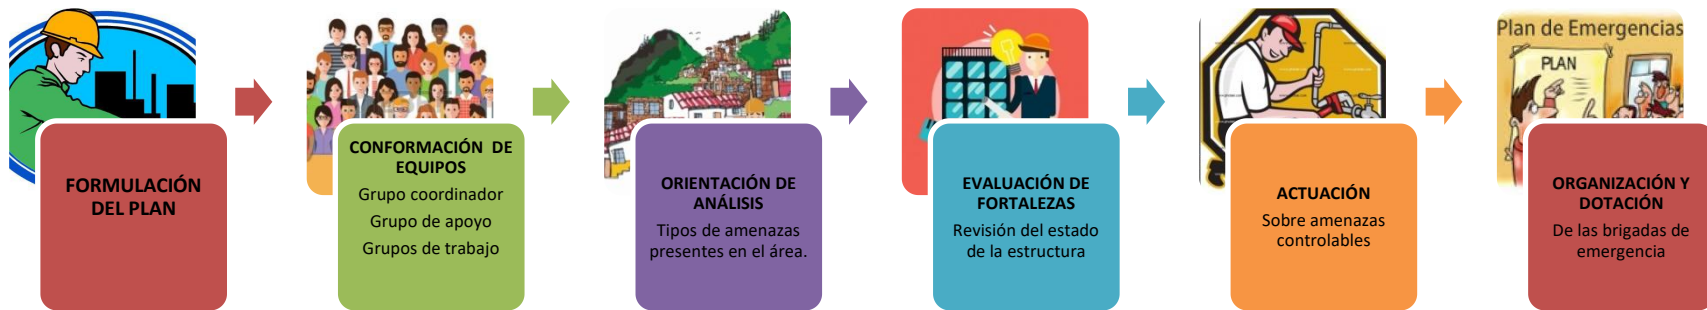 FORMULACIÓN
DEL PLAN
CONFORMACIÓN DE
EQUIPOS
Grupo coordinador
Grupo de apoyo
Grupos de trabajo
ORIENTACIÓN DE
ANÁLISIS
Tipos de amenazas
presentes en el área.
EVALUACIÓN DE
FORTALEZAS
Revisión del estado
de la estructura
ACTUACIÓN
Sobre amenazas
controlables
Plan de Emergencias
PLAN
ORGANIZACIÓN Y
DOTACIÓN
De las brigadas de
emergencia